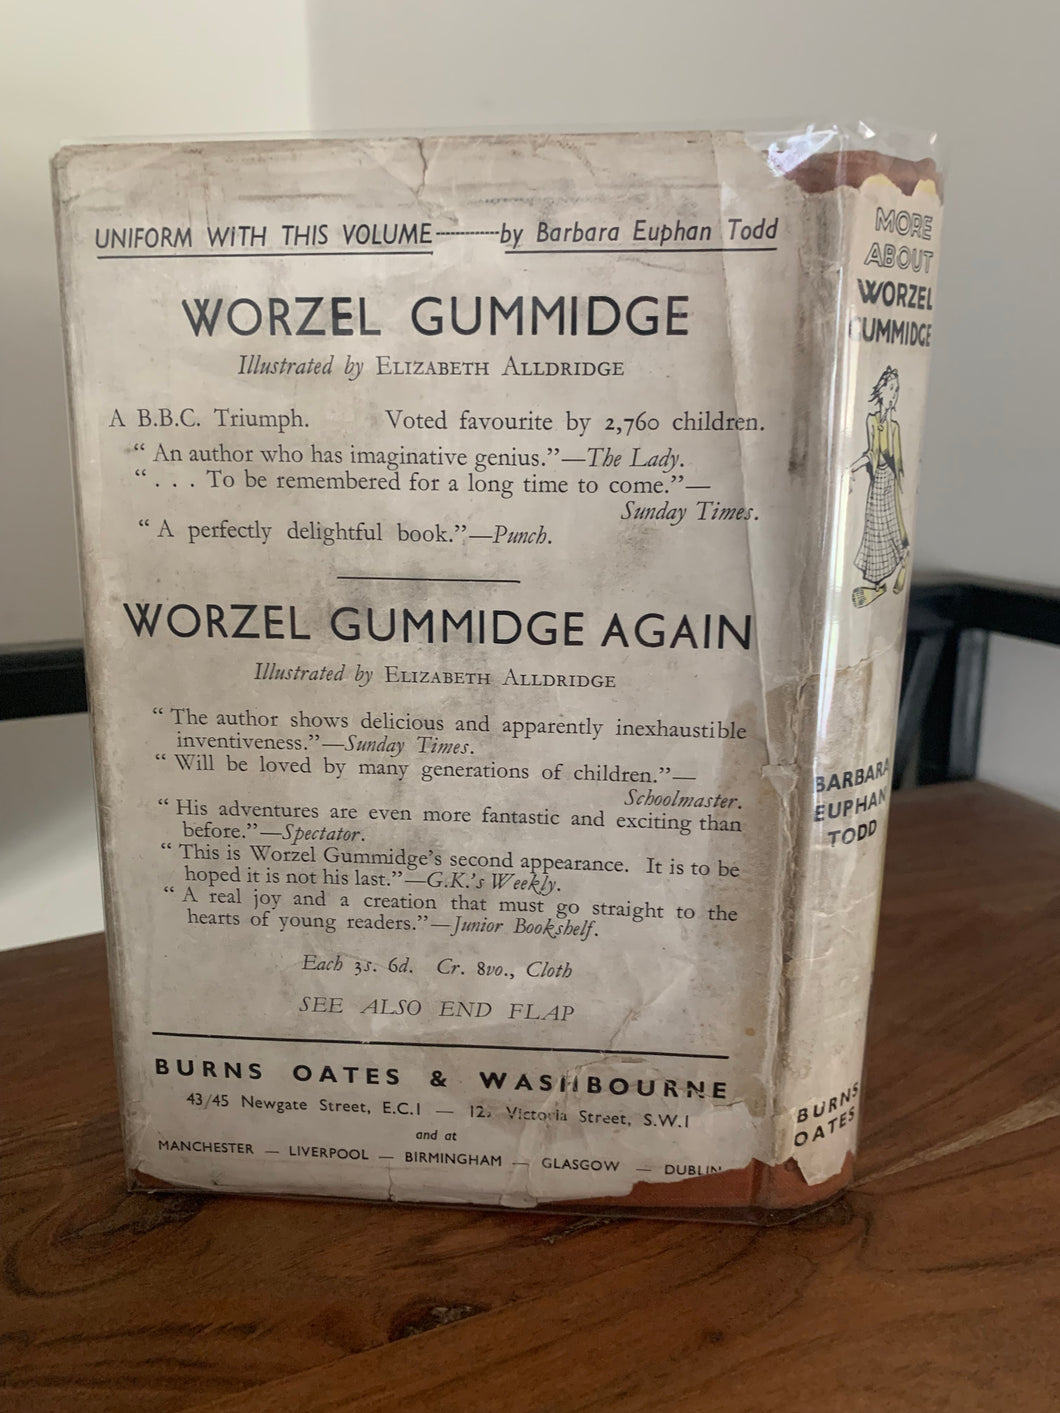 UNIFORM WITH THIS VOLUME----------by Barbara Euphan Todd
WORZEL GUMMIDGE
Illustrated by ELIZABETH ALLDRIDGE
A B.B.C. Triumph. Voted favourite by 2,760 children.
“ An author who has imaginative genius.”—The Lady.
“ . . . To be remembered for a long time to come.”—
Sunday Times.
“ A perfectly delightful book.”—Punch.
WORZEL GUMMIDGE AGAIN
Illustrated by ELIZABETH ALLDRIDGE
“ The author shows delicious and apparently inexhaustible
inventiveness.”—Sunday Times.
“ Will be loved by many generations of children.”—
Schoolmaster.
“ His adventures are even more fantastic and exciting than
before.”—Spectator.
“ This is Worzel Gummidge's second appearance. It is to be
hoped it is not his last.”—G.K.'s Weekly.
“ A real joy and a creation that must go straight to the
hearts of young readers.”—Junior Bookshelf.
Each 3s. 6d. Cr. 8vo., Cloth
SEE ALSO END FLAP
BURNS OATES & WASHBOURNE
43/45 Newgate Street, E.C.1 — Victoria Street, S.W.1
and at
MANCHESTER — LIVERPOOL — BIRMINGHAM — GLASGOW — DUBLIN
MORE
ABOUT
WORZEL
GUMMIDGE
BARBARA
EUPHAN
TODD
BURNS
OATES